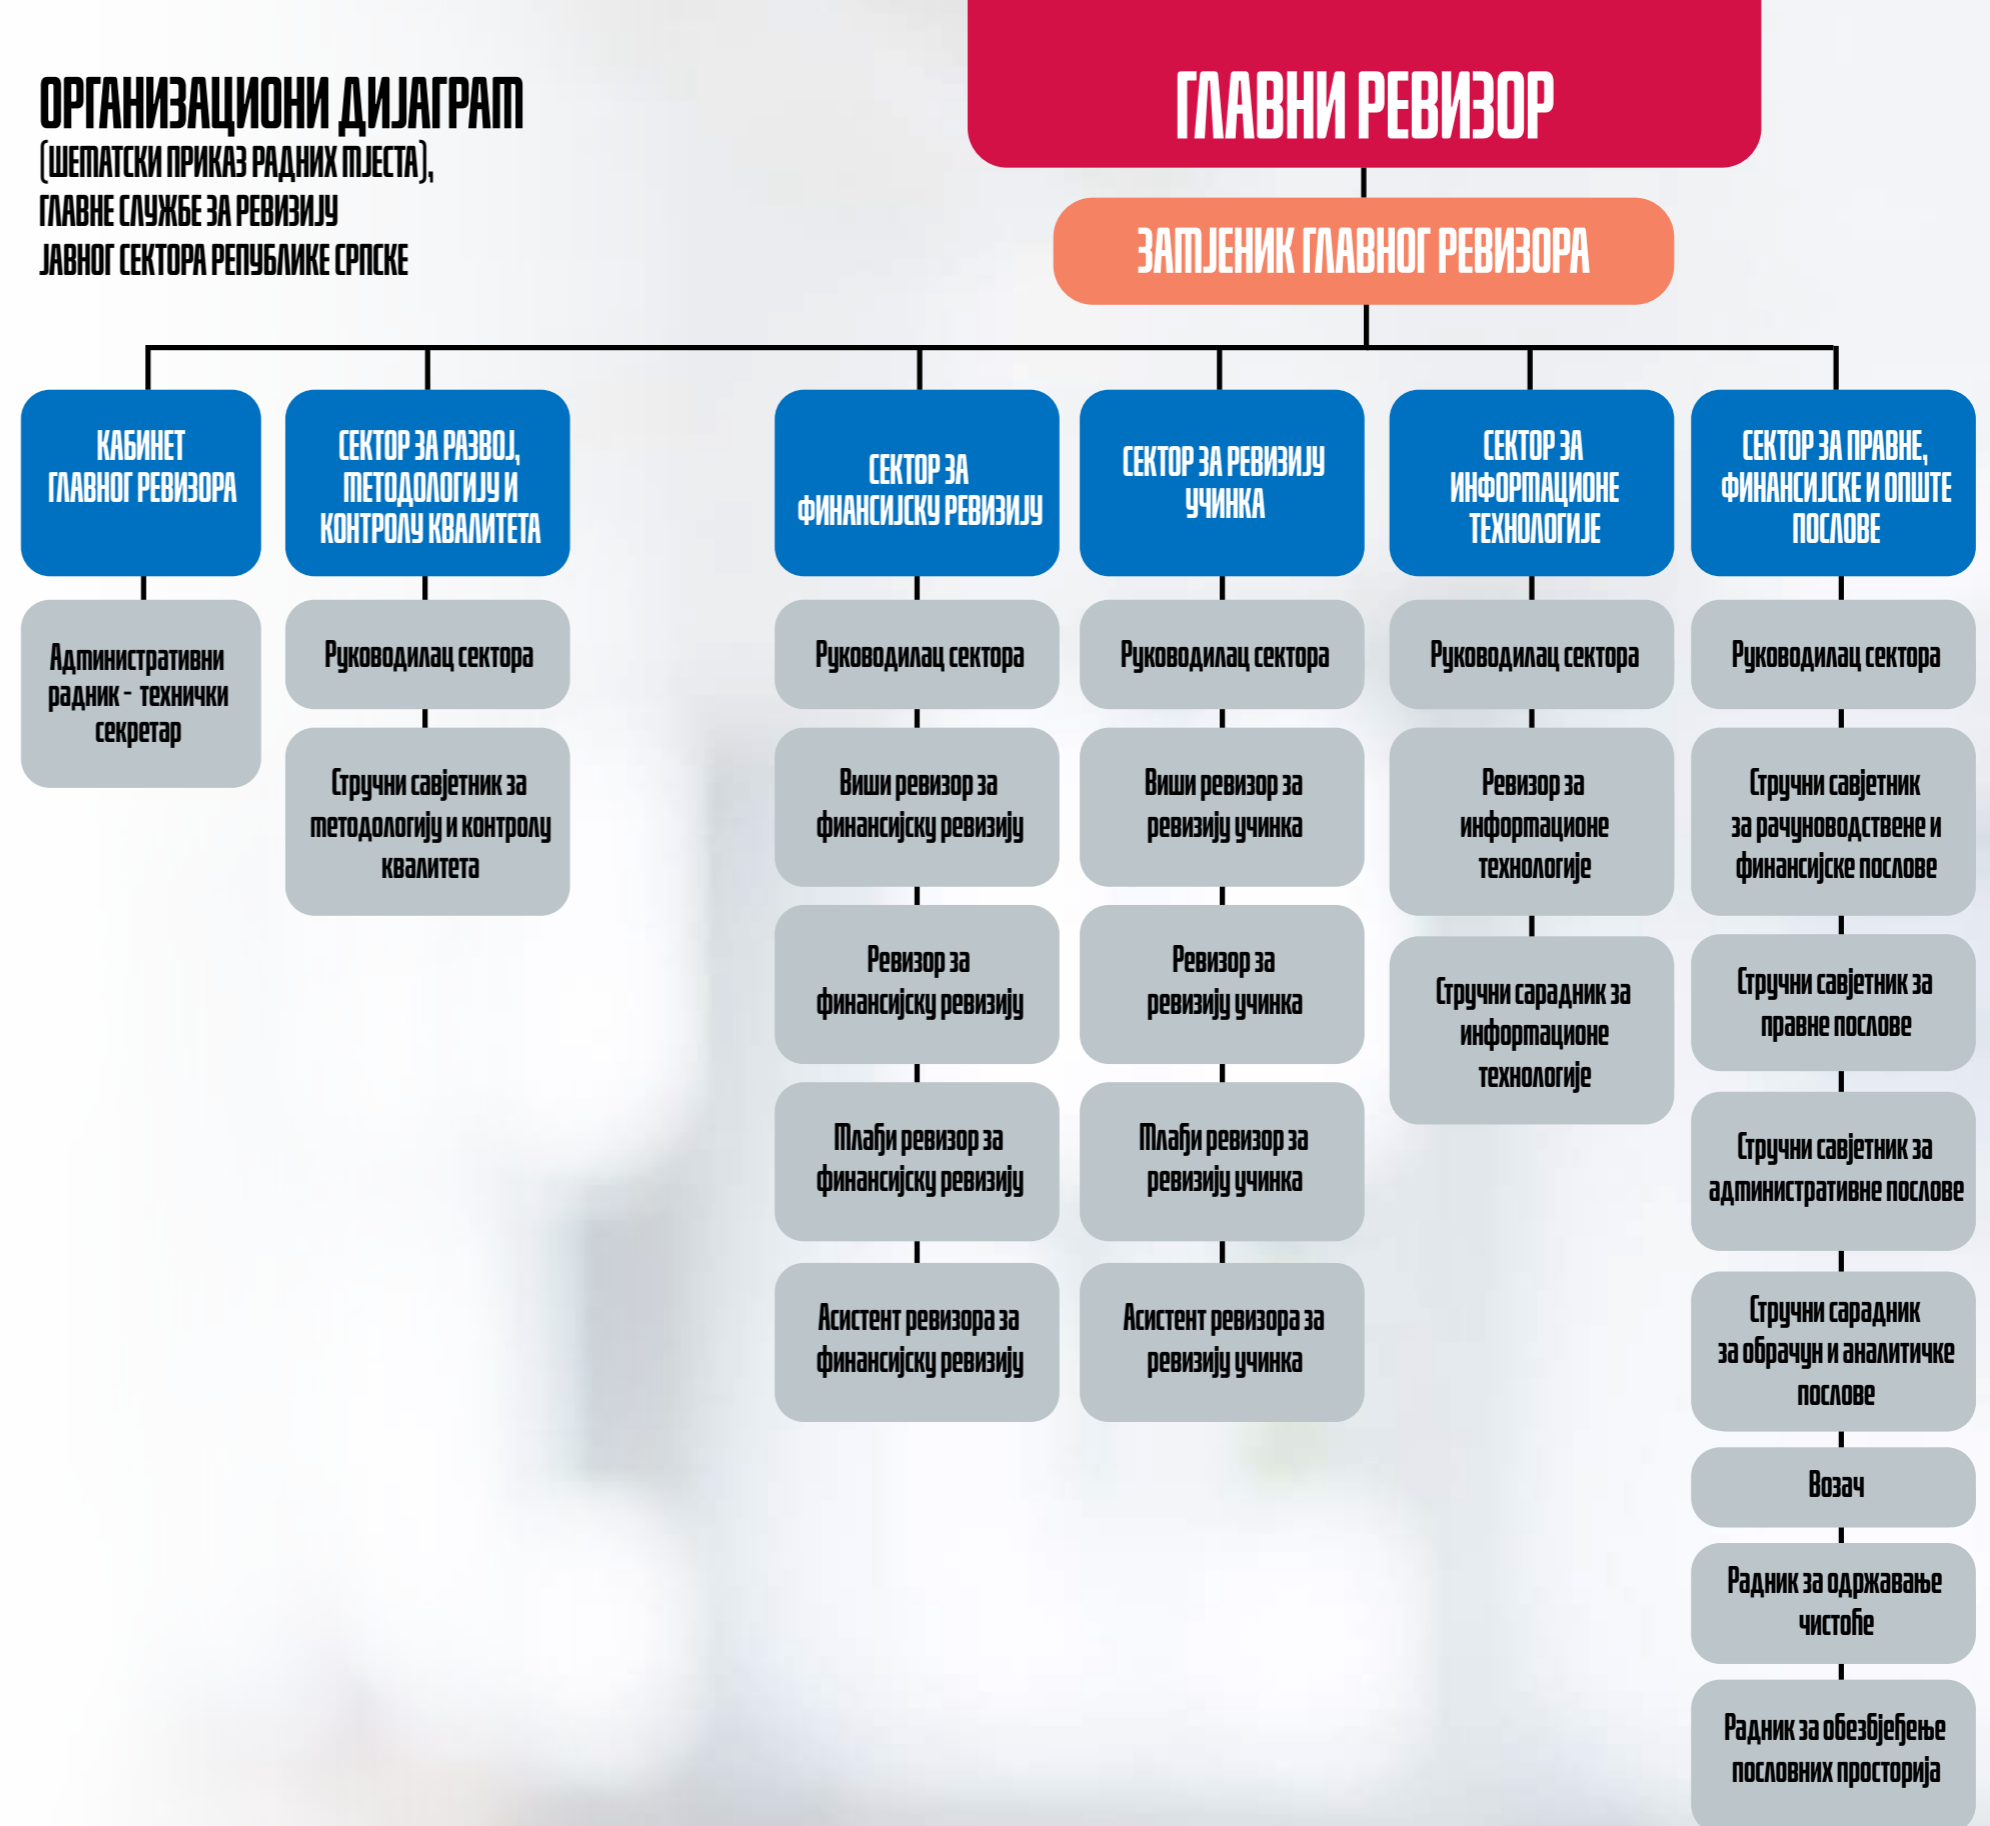 ОРГАНИЗАЦИОНИ ДИЈАГРАМ
(ШЕМАТСКИ ПРИКАЗ РАДНИХ МЈЕСТА),
ГЛАВНЕ СЛУЖБЕ ЗА РЕВИЗИЈУ
ЈАВНОГ СЕКТОРА РЕПУБЛИКЕ СРПСКЕ
ГЛАВНИ РЕВИЗОР
ЗАМЈЕНИК ГЛАВНОГ РЕВИЗОРА
КАБИНЕТ
ГЛАВНОГ РЕВИЗОРА
Административни
радник - технички
секретар
СЕКТОР ЗА РАЗВОЈ,
МЕТОДОЛОГИЈУ И
КОНТРОЛУ КВАЛИТЕТА
Руководилац сектора
Стручни савјетник за
методологију и контролу
квалитета
СЕКТОР ЗА
ФИНАНСИЈСКУ РЕВИЗИЈУ
Руководилац сектора
Виши ревизор за
финансијску ревизију
Ревизор за
финансијску ревизију
Млађи ревизор за
финансијску ревизију
Асистент ревизора за
финансијску ревизију
СЕКТОР ЗА РЕВИЗИЈУ
УЧИНКА
Руководилац сектора
Виши ревизор за
ревизију учинка
Ревизор за
ревизију учинка
Млађи ревизор за
ревизију учинка
Асистент ревизора за
ревизију учинка
СЕКТОР ЗА
ИНФОРМАЦИОНЕ
ТЕХНОЛОГИЈЕ
Руководилац сектора
Ревизор за
информационе
технологије
Стручни сарадник за
информационе
технологије
СЕКТОР ЗА ПРАВНЕ,
ФИНАНСИЈСКЕ И ОПШТЕ
ПОСЛОВЕ
Руководилац сектора
Стручни савјетник
за рачуноводствене и
финансијске послове
Стручни савјетник за
правне послове
Стручни савјетник за
административне послове
Стручни сарадник
за обрачун и аналитичке
послове
Возач
Радник за одржавање
чистоће
Радник за обезбјеђење
пословних просторија